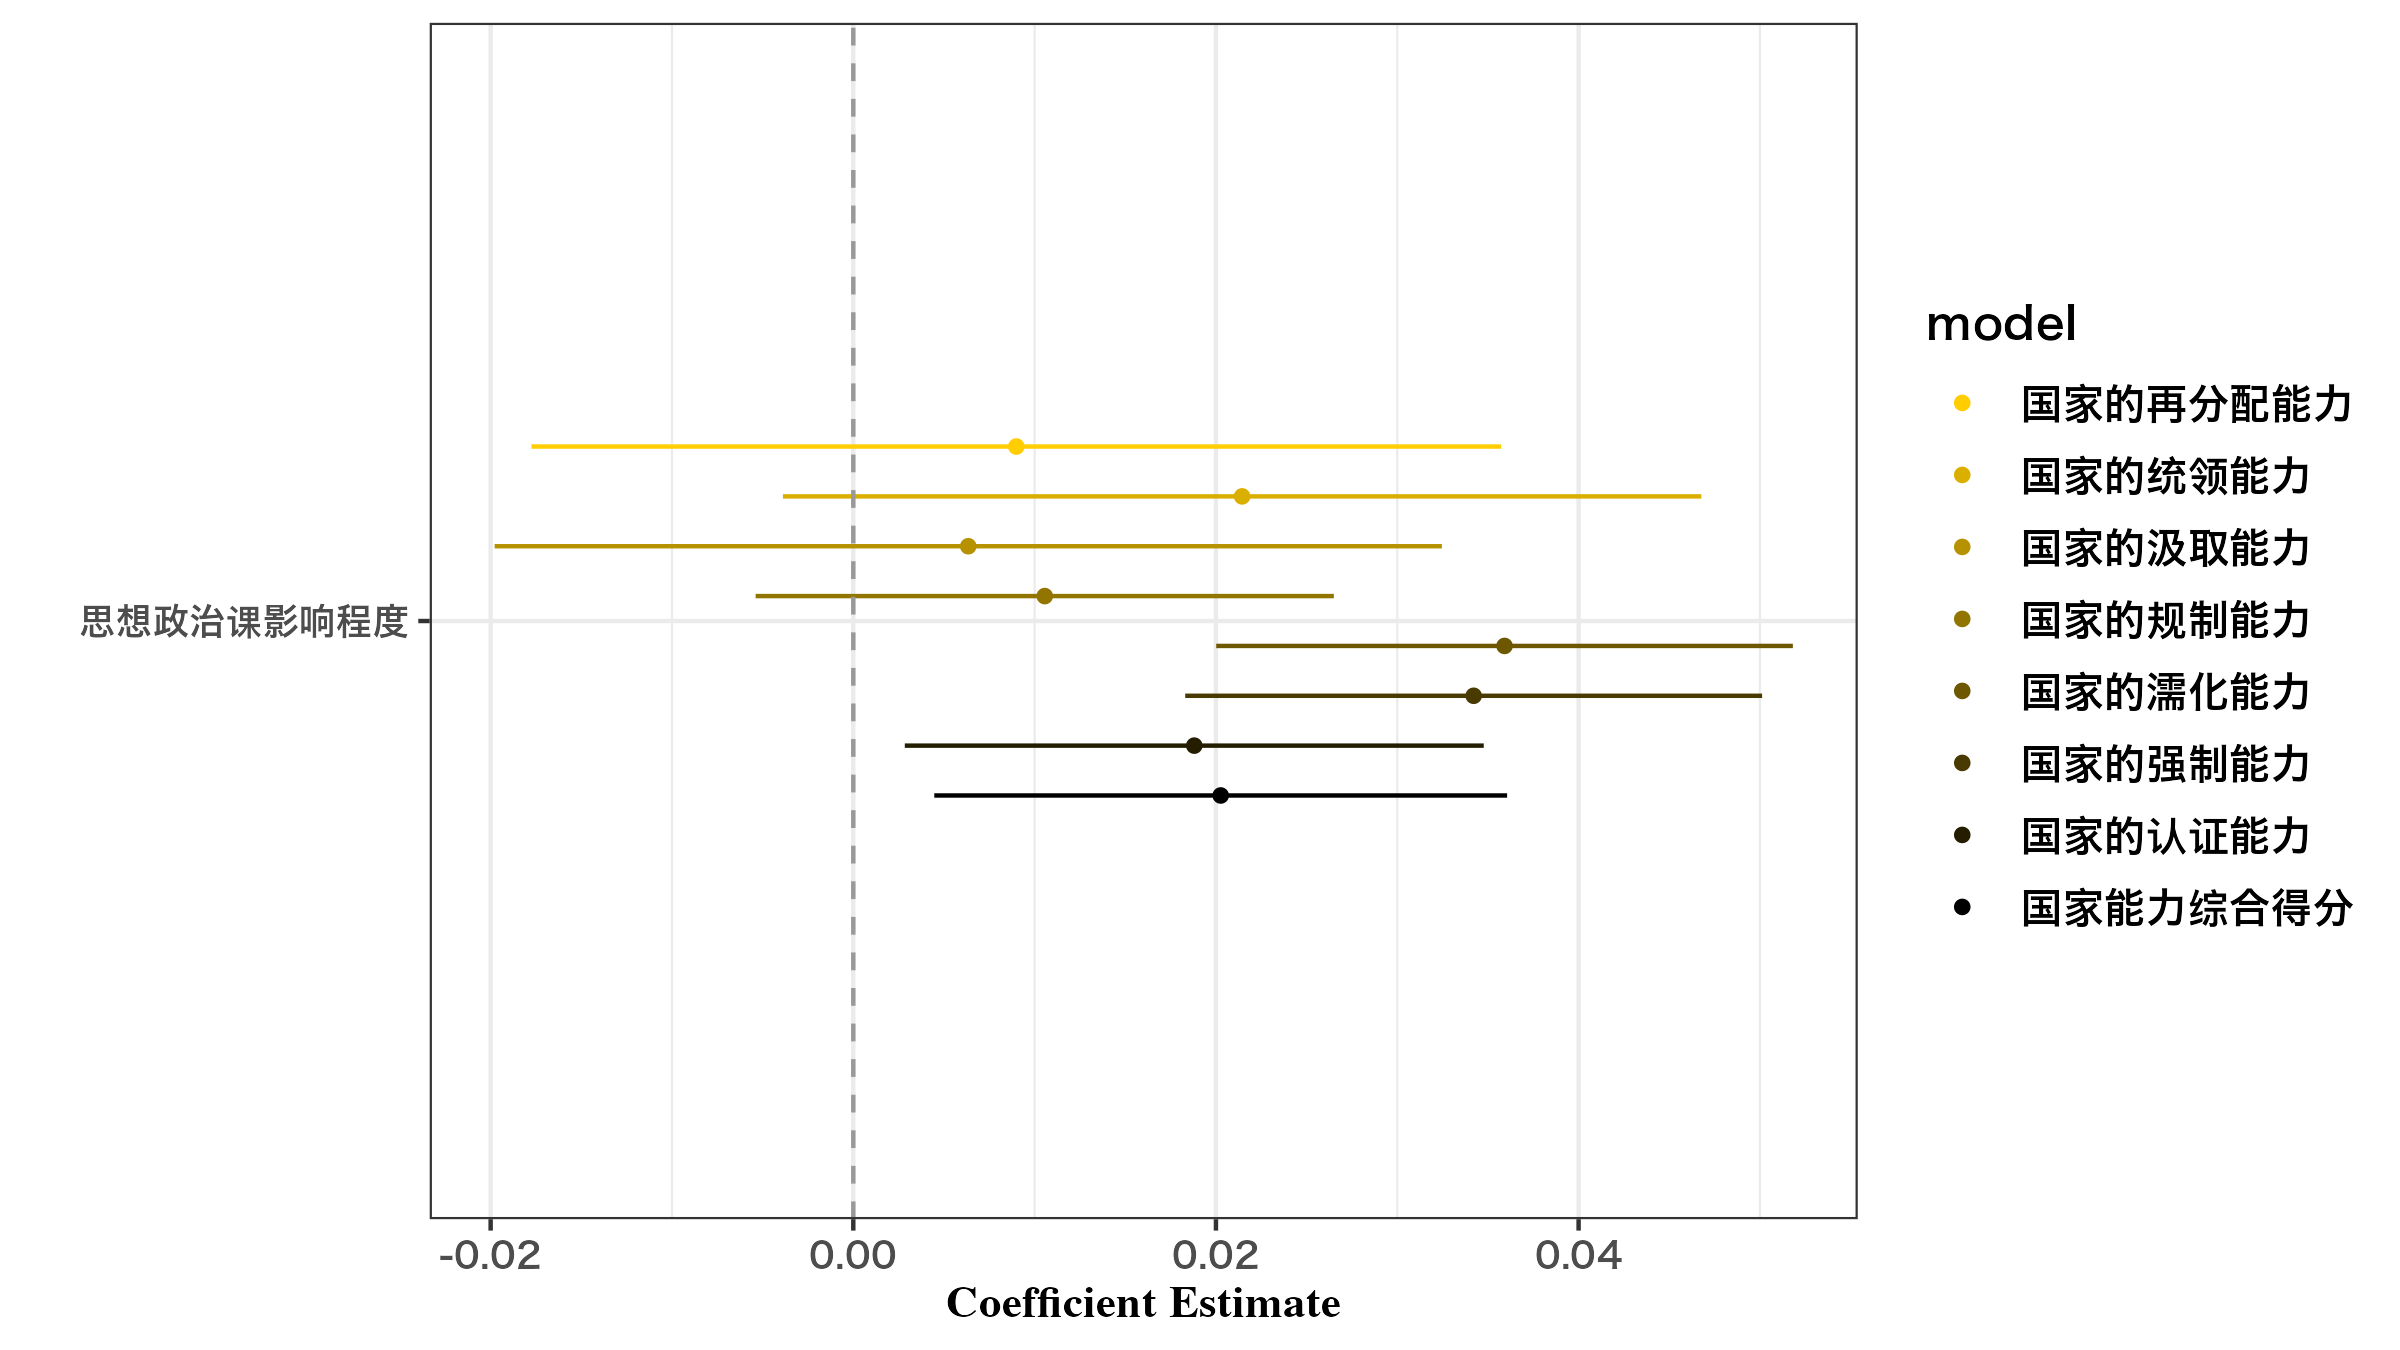 思想政治课影响程度
-0.02
0.00
0.02
0.04
Coefficient Estimate
model
国家的再分配能力
国家的统领能力
国家的汲取能力
国家的规制能力
国家的濡化能力
国家的强制能力
国家的认证能力
国家能力综合得分